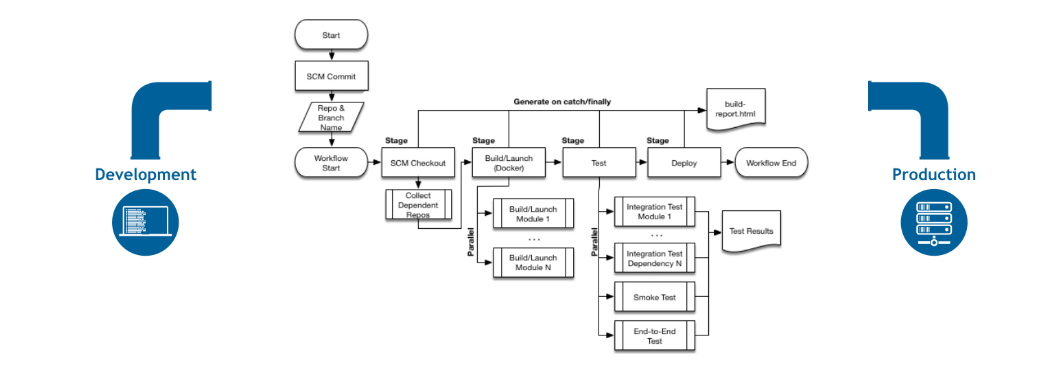 Start
SCM Commit
Repo &
Branch
Name
Generate on catch/finally
build-
report.html
Stage
Stage
Stage
Stage
Workflow
Start
SCM Checkout
Build/Launch
(Docker)
Test
Deploy
Workflow End
Development
Production
Collect
Dependent
Repos
Parallel
Build/Launch
Module 1
...
Build/Launch
Module N
Parallel
Integration Test
Module 1
...
Integration Test
Dependency N
Smoke Test
End-to-End
Test
Test Results